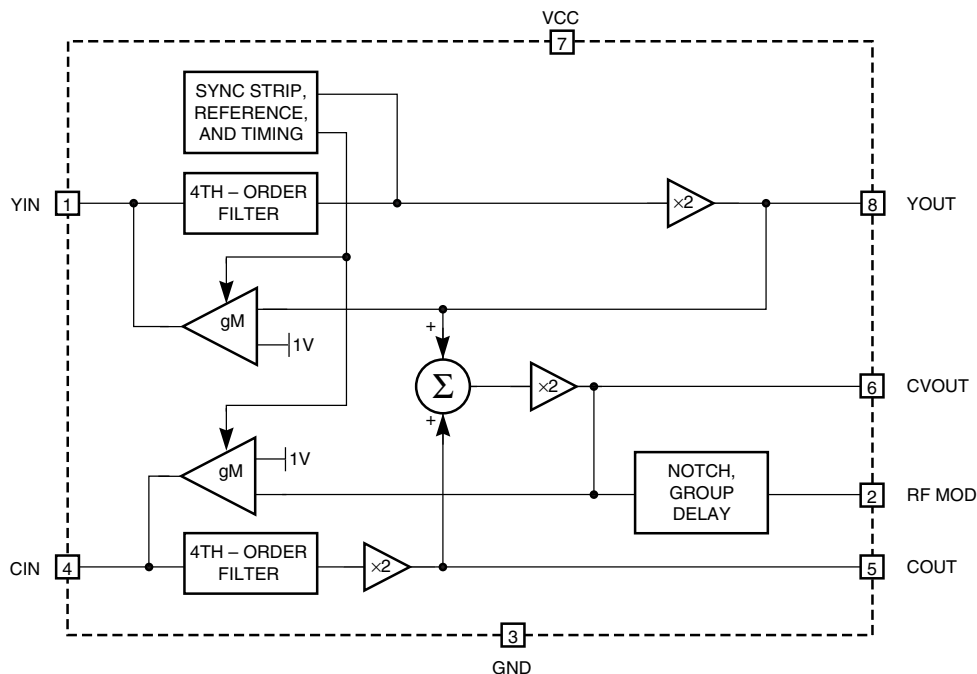 VCC
7
SYNC STRIP,
REFERENCE,
AND TIMING
YIN
1
4TH – ORDER
FILTER
×2
8
YOUT
gM
1V
+
Σ
×2
6
CVOUT
+
gM
1V
NOTCH,
GROUP
DELAY
2
RF MOD
CIN
4
4TH – ORDER
FILTER
×2
5
COUT
3
GND